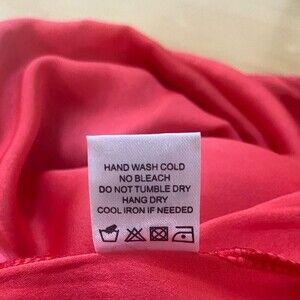 HAND WASH COLD
NO BLEACH
DO NOT TUMBLE DRY
HANG DRY
COOL IRON IF NEEDED